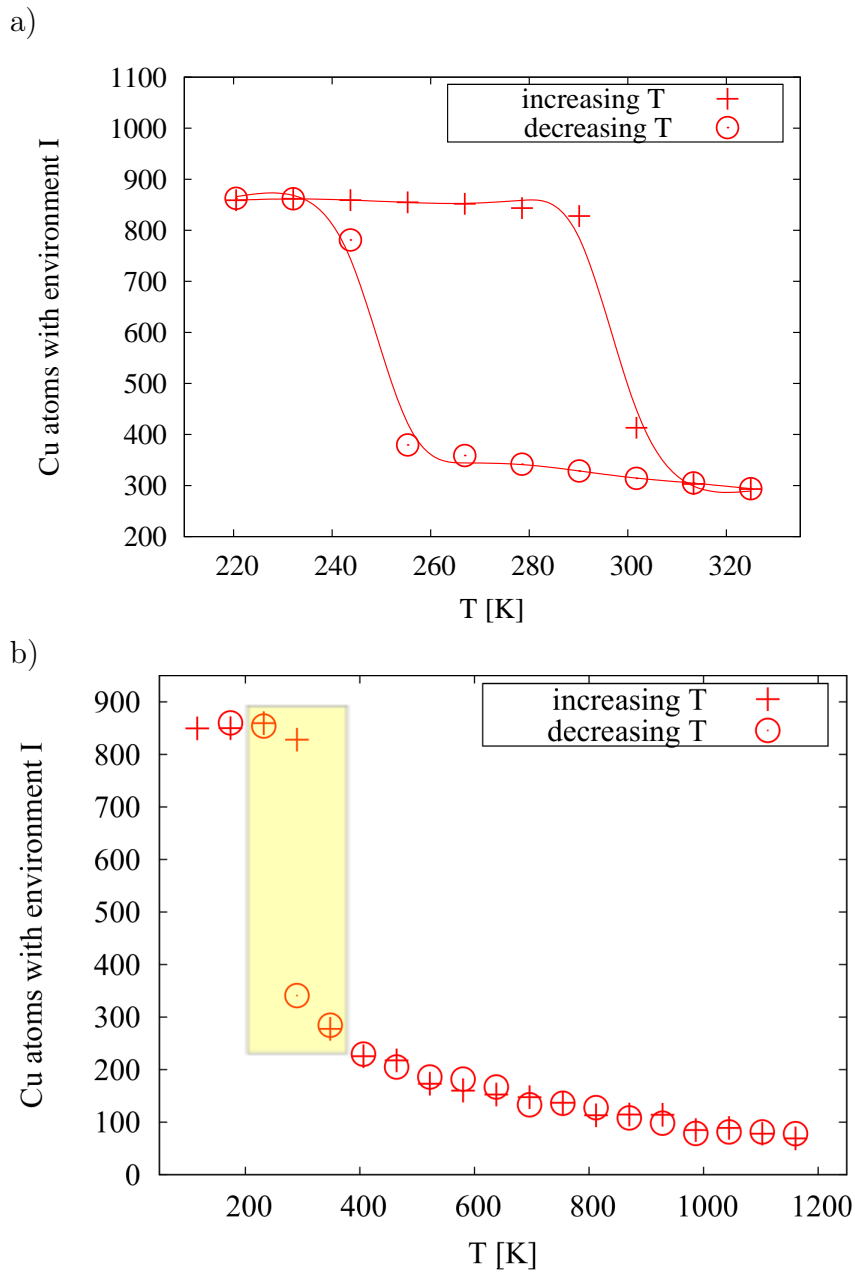 a)
1100
1000
900
800
700
600
500
400
300
200
Cu atoms with environment I
increasing T
decreasing T
220 240 260 280 300 320
T [K]
b)
900
800
700
600
500
400
300
200
100
0
Cu atoms with environment I
increasing T
decreasing T
200 400 600 800 1000 1200
T [K]